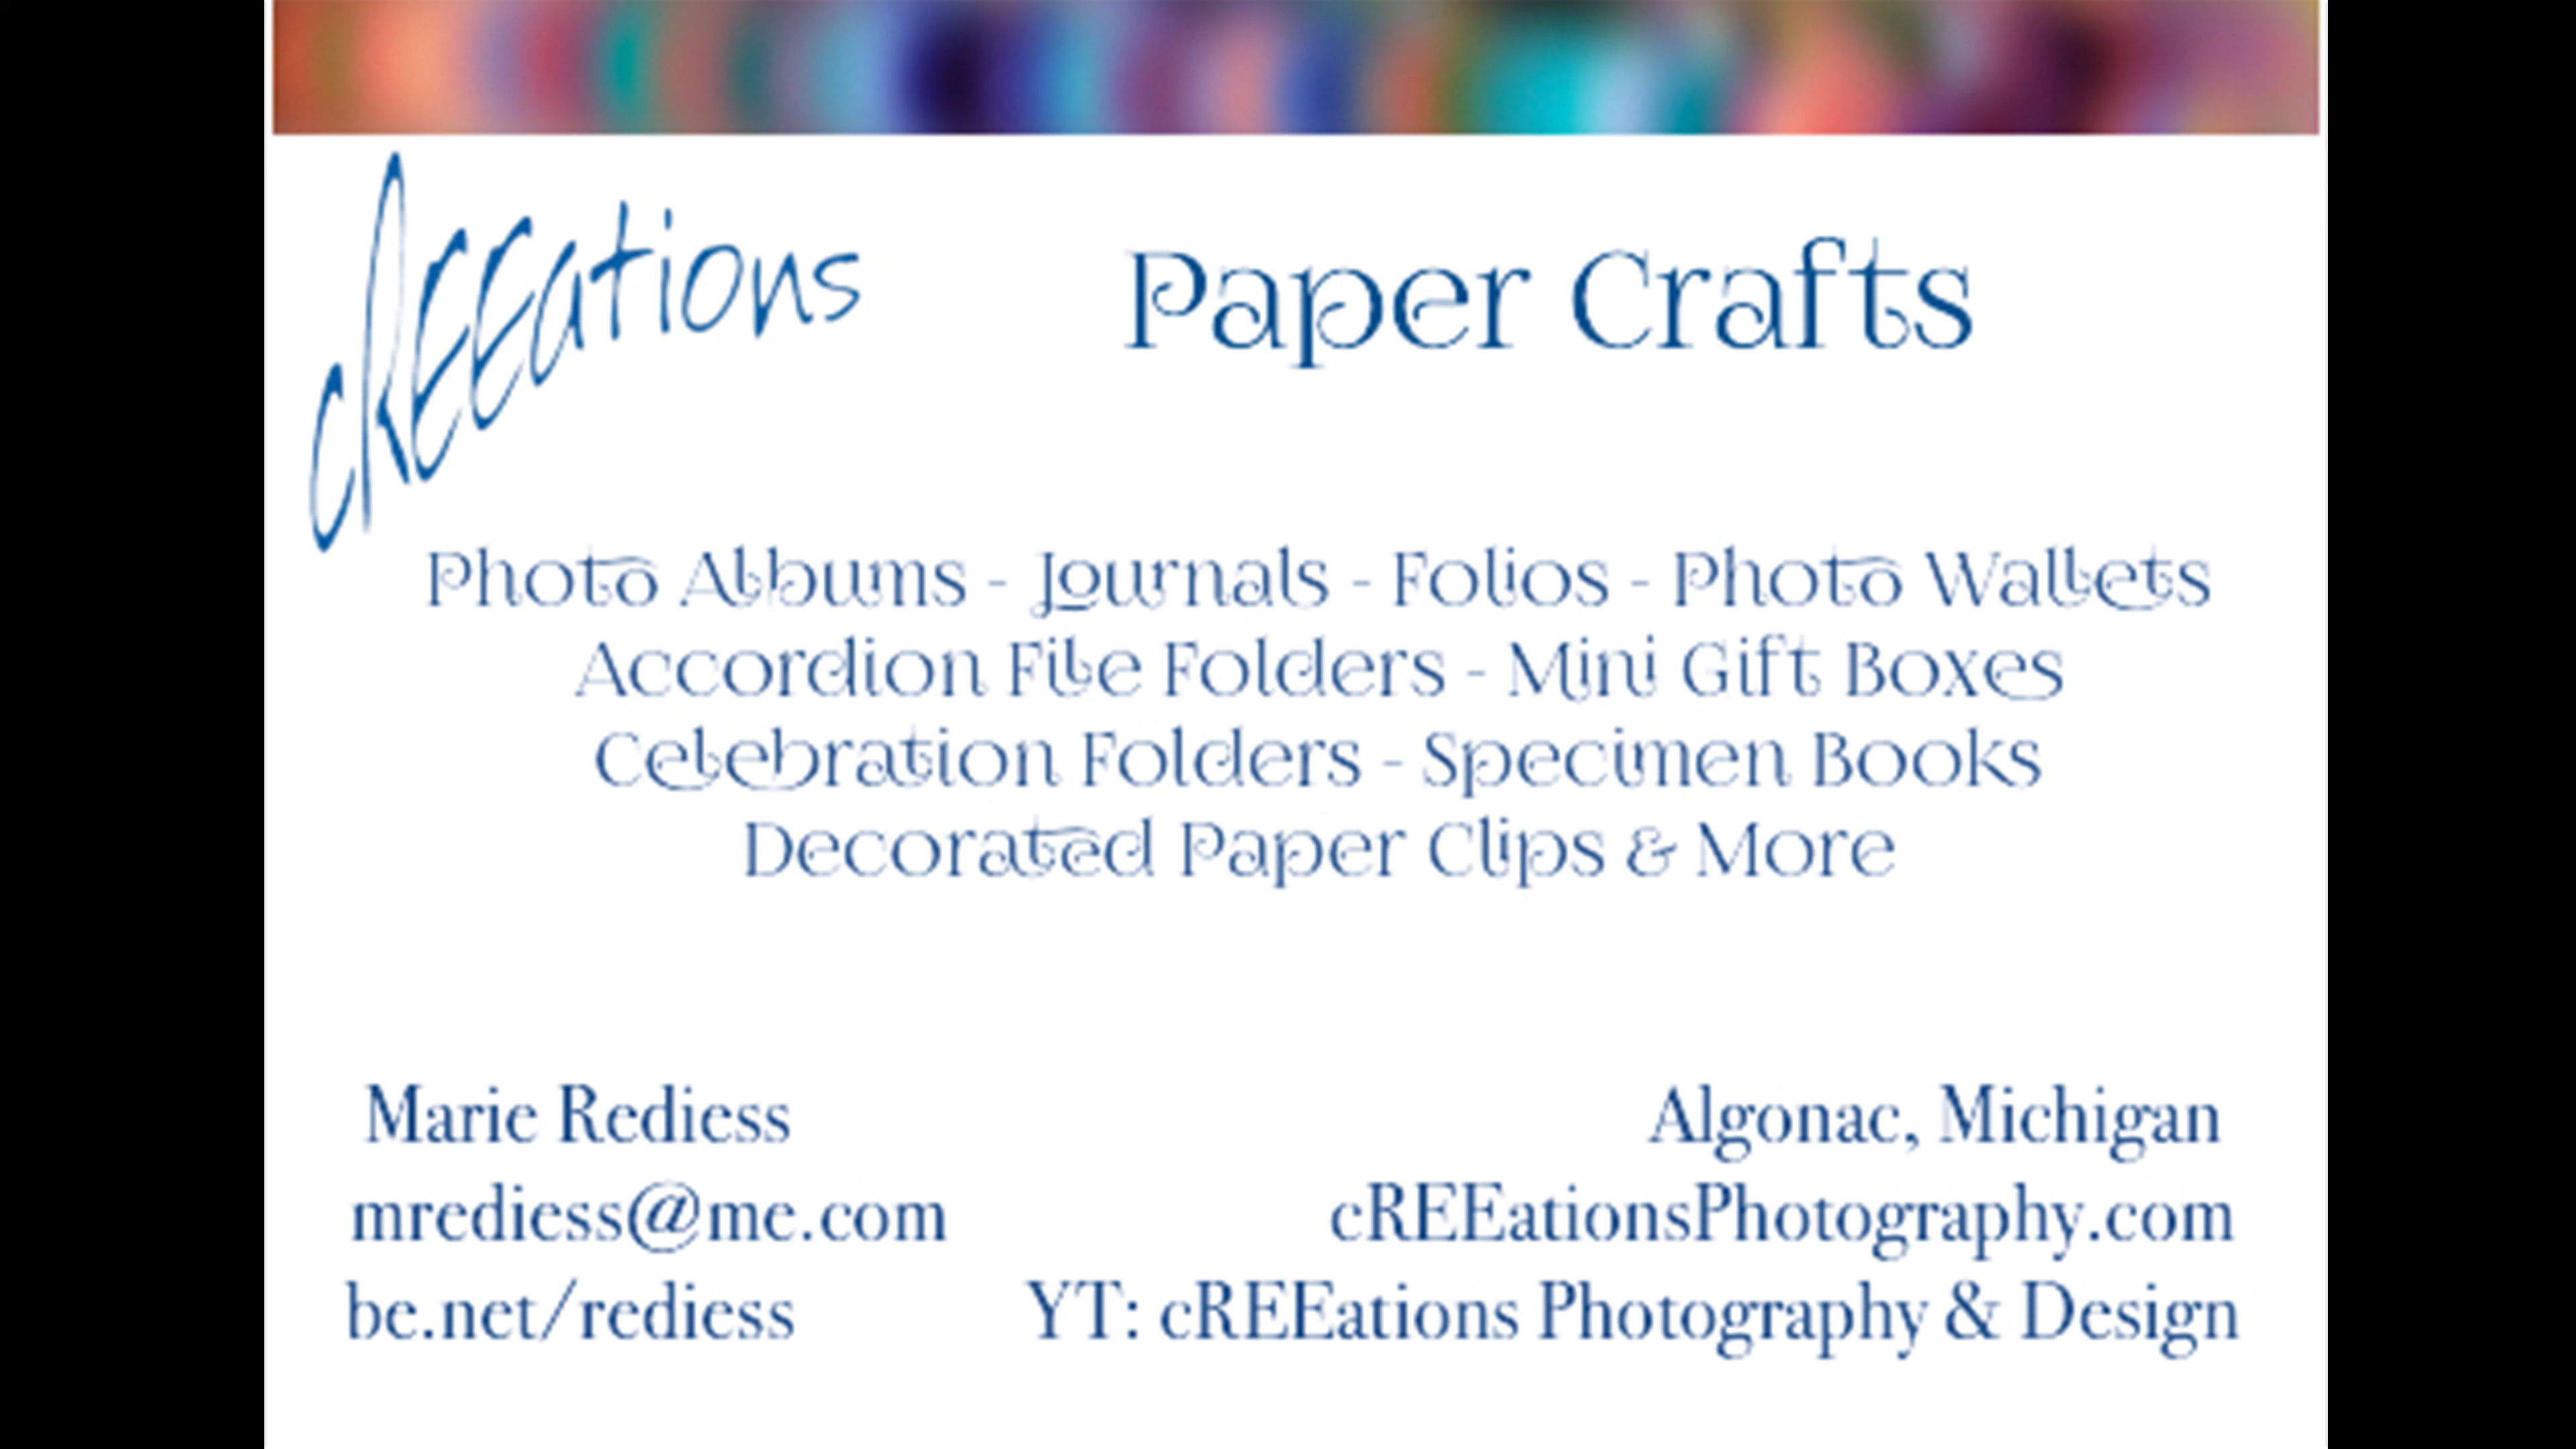 cREEations
Paper Crafts
Photo Albums - Journals - Folios - Photo Wallets
Accordion File Folders - Mini Gift Boxes
Celebration Folders - Specimen Books
Decorated Paper Clips & More
Marie Rediess
Algonac, Michigan
mrediess@me.com
cREEationsPhotography.com
be.net/rediess
YT: cREEations Photography & Design